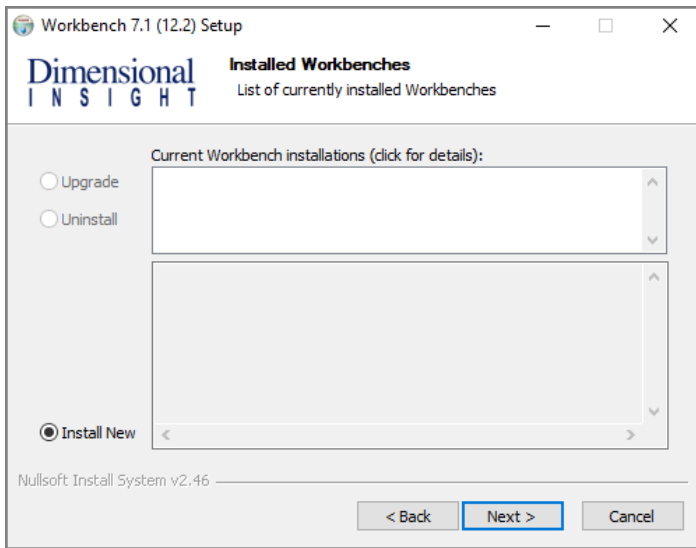 Workbench 7.1 (12.2) Setup
Dimensional
INSIGHT
Installed Workbenches
List of currently installed Workbenches
Current Workbench installations (click for details):
Upgrade
Uninstall
Install New
Nullsoft Install System v2.46
< Back
Next >
Cancel